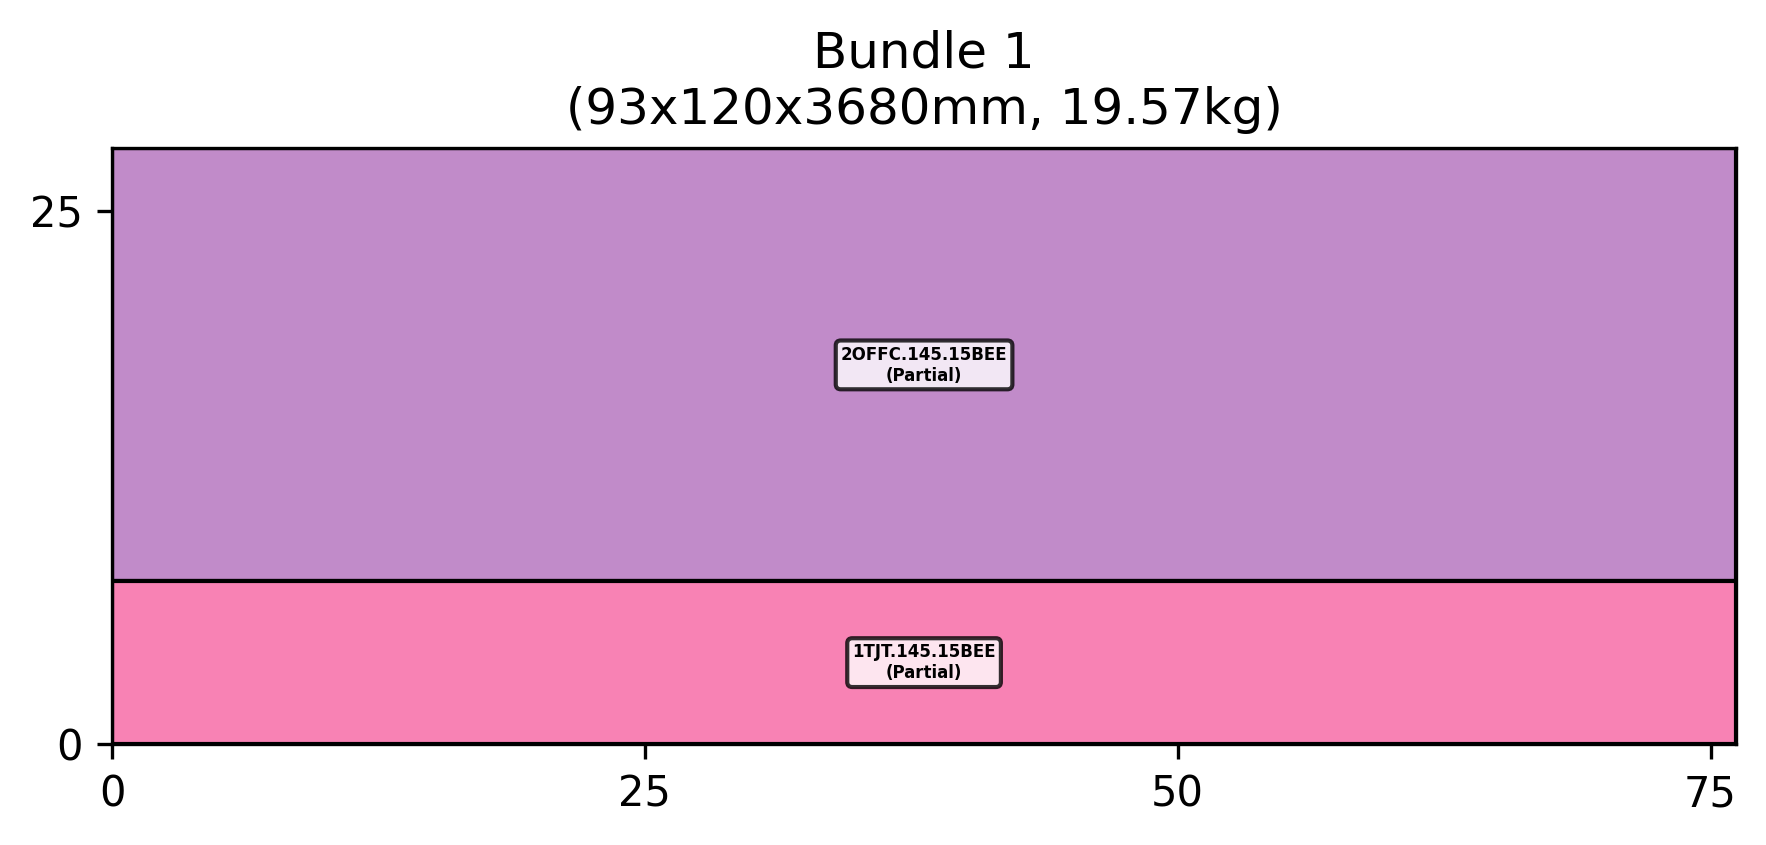 Bundle 1
(93x120x3680mm, 19.57kg)
25
2OFFC.145.15BEE
(Partial)
1TJT.145.15BEE
(Partial)
0
0 25 50 75